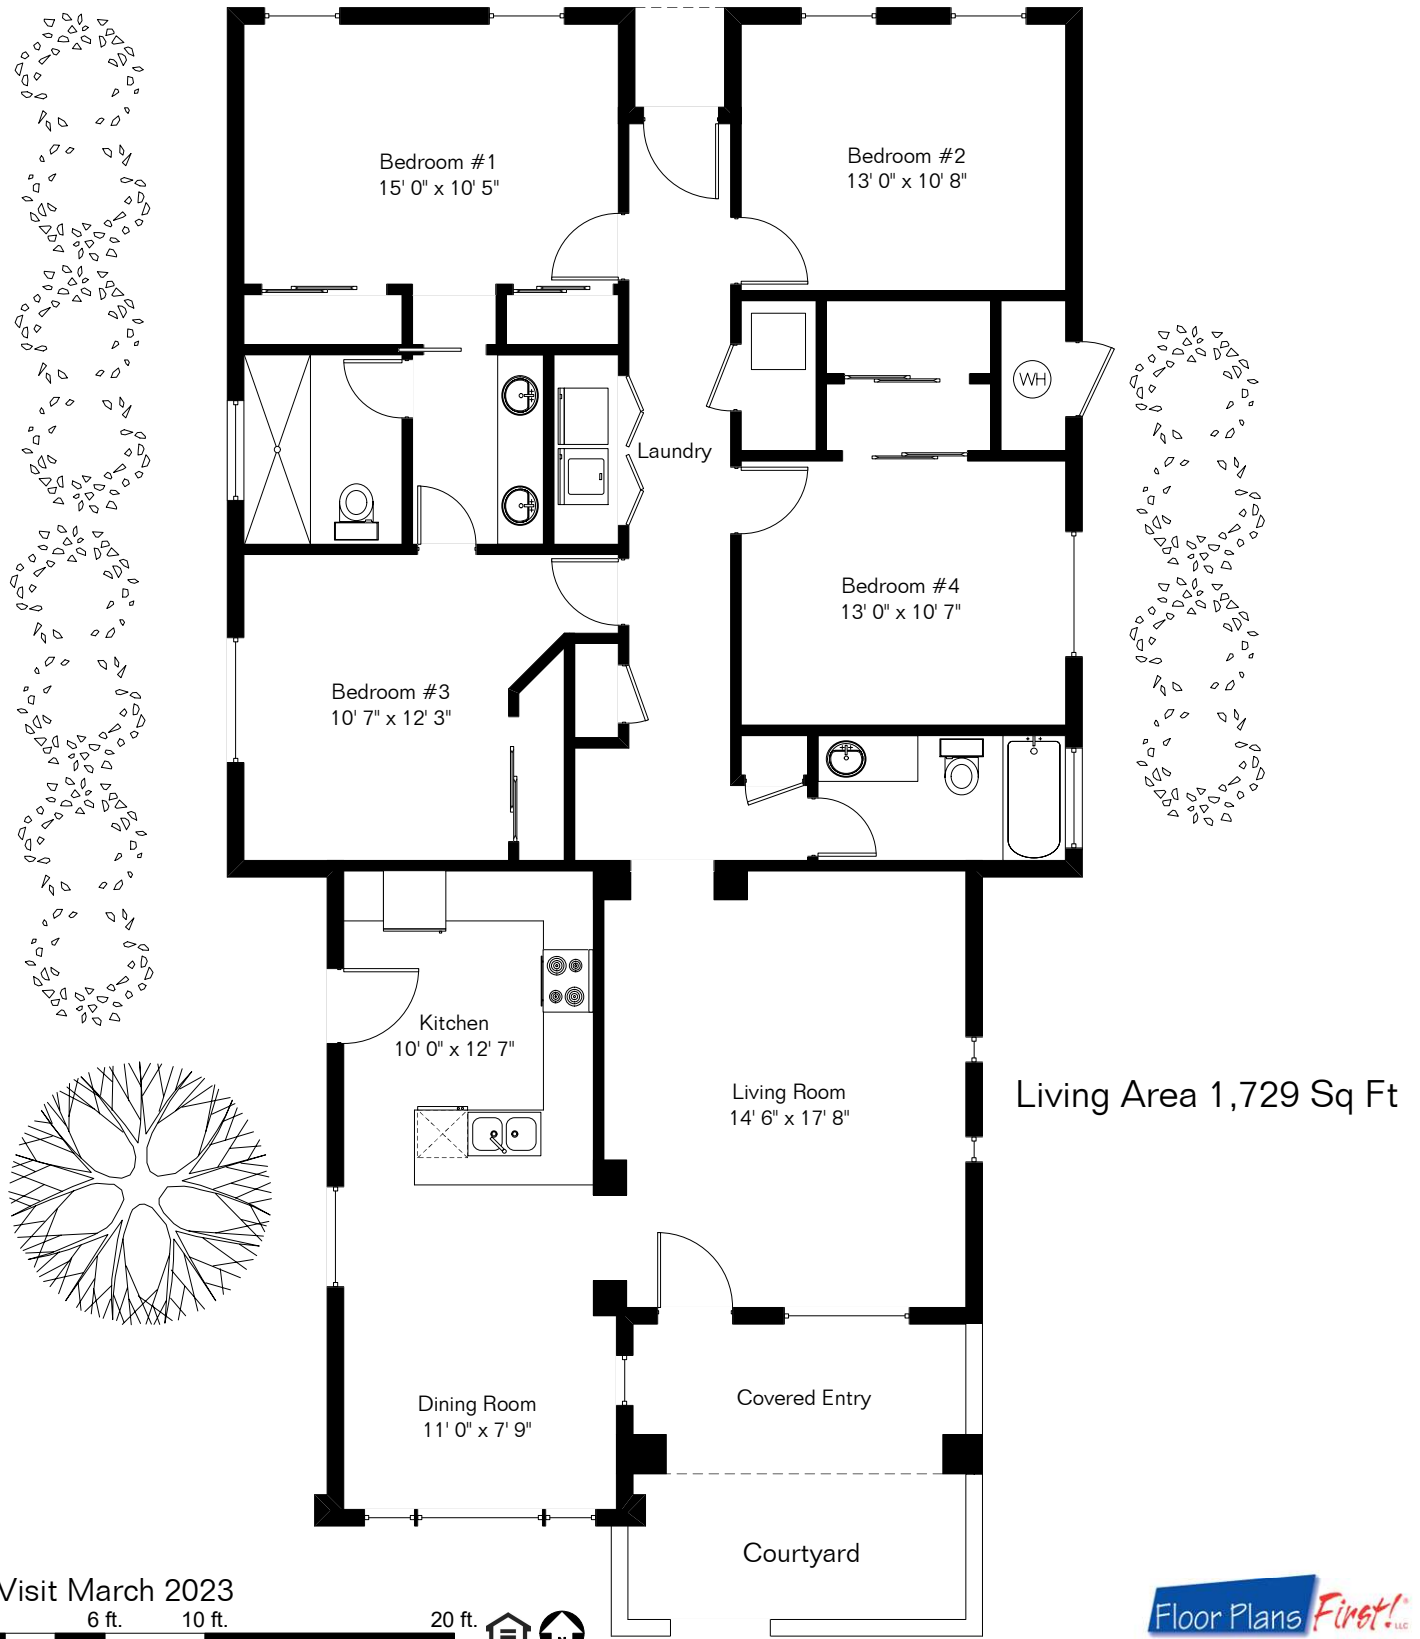 Bedroom #1
15' 0" x 10' 5"
Bedroom #2
13' 0" x 10' 8"
WH
Laundry
Bedroom #4
13' 0" x 10' 7"
Bedroom #3
10' 7" x 12' 3"
Kitchen
10' 0" x 12' 7"
Living Room
14' 6" x 17' 8"
Living Area 1,729 Sq Ft
Dining Room
11' 0" x 7' 9"
Covered Entry
Courtyard
Visit March 2023
6 ft. 10 ft. 20 ft.
Floor Plans First! LLC